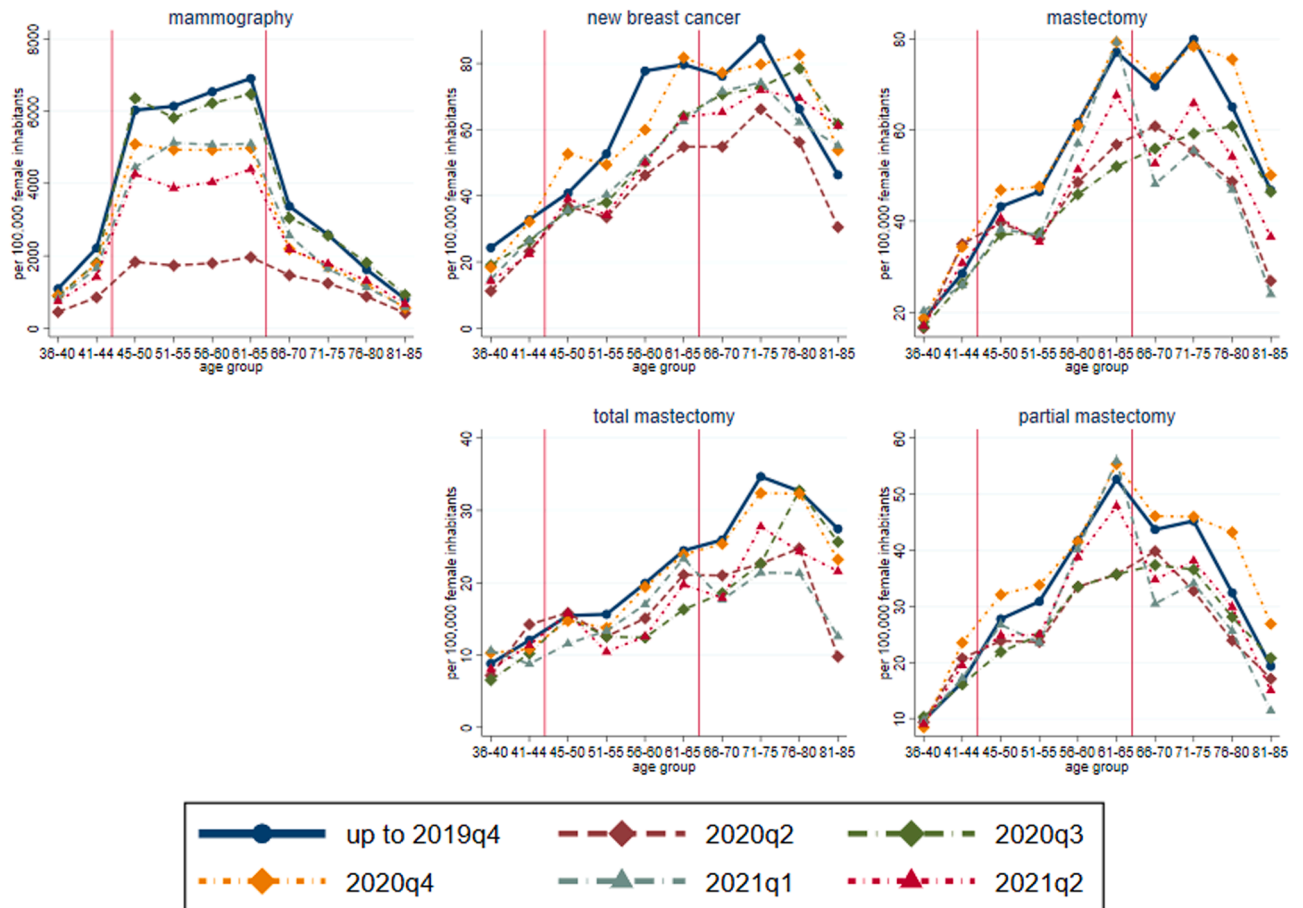 mammography
new breast cancer
mastectomy
per 100,000 female inhabitants
0 2000 4000 6000 8000
36-40 41-44 45-50 51-55 56-60 61-65 66-70 71-75 76-80 81-85
age group
per 100,000 female inhabitants
0 20 40 60 80
36-40 41-44 45-50 51-55 56-60 61-65 66-70 71-75 76-80 81-85
age group
per 100,000 female inhabitants
20 40 60 80
36-40 41-44 45-50 51-55 56-60 61-65 66-70 71-75 76-80 81-85
age group
total mastectomy
partial mastectomy
per 100,000 female inhabitants
0 10 20 30 40
36-40 41-44 45-50 51-55 56-60 61-65 66-70 71-75 76-80 81-85
age group
per 100,000 female inhabitants
10 20 30 40 50 60
36-40 41-44 45-50 51-55 56-60 61-65 66-70 71-75 76-80 81-85
age group
up to 2019q4 2020q2 2020q3
2020q4 2021q1 2021q2